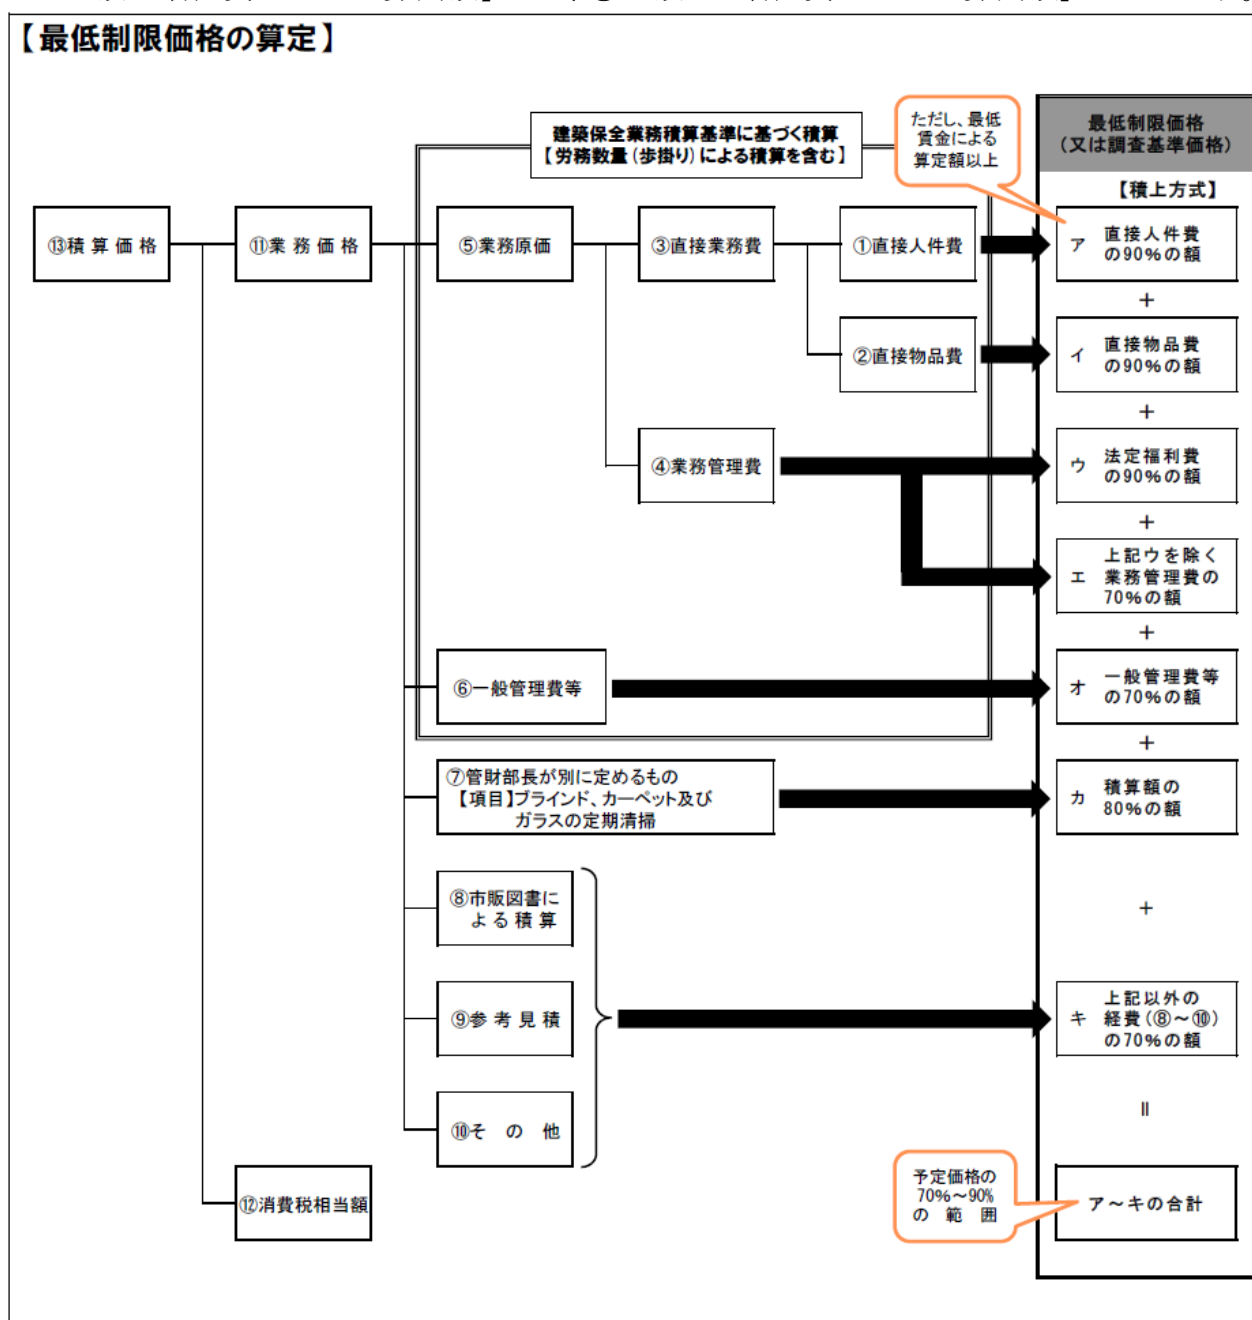 【最低制限価格の算定】
建築保全業務積算基準に基づく積算
【労務数量(歩掛り)による積算を含む】
ただし、最低
賃金による
算定額以上
最低制限価格
(又は調査基準価格)
【積上方式】
⑬積算価格
⑪業務価格
⑤業務原価
③直接業務費
①直接人件費
ア 直接人件費
の90%の額
+
②直接物品費
イ 直接物品費
の90%の額
+
④業務管理費
ウ 法定福利費
の90%の額
+
エ 上記ウを除く
業務管理費の
70%の額
+
⑥一般管理費等
オ 一般管理費等
の70%の額
+
⑦管財部長が別に定めるもの
【項目】ブラインド、カーペット及び
ガラスの定期清掃
カ 積算額の
80%の額
+
⑧市販図書に
よる積算
⑨参考見積
キ 上記以外の
経費(⑧～⑩)
の70%の額
＝
⑩その他
⑫消費税相当額
予定価格の
70%～90%
の範囲
ア～キの合計